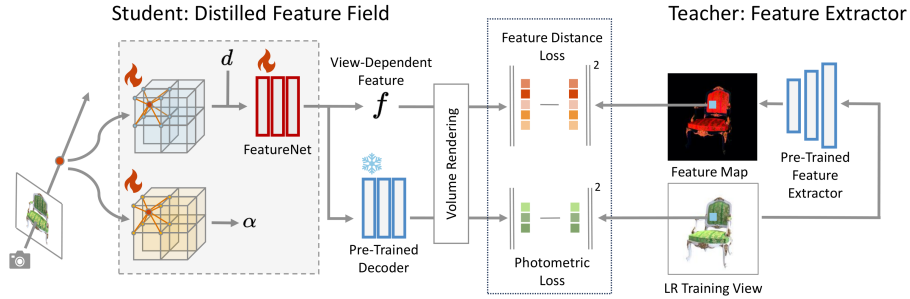 Student: Distilled Feature Field
Teacher: Feature Extractor
d
View-Dependent
Feature
f
FeatureNet
α
Pre-Trained
Decoder
Volume Rendering
Feature Distance
Loss
2
2
Photometric
Loss
Feature Map
Pre-Trained
Feature
Extractor
LR Training View